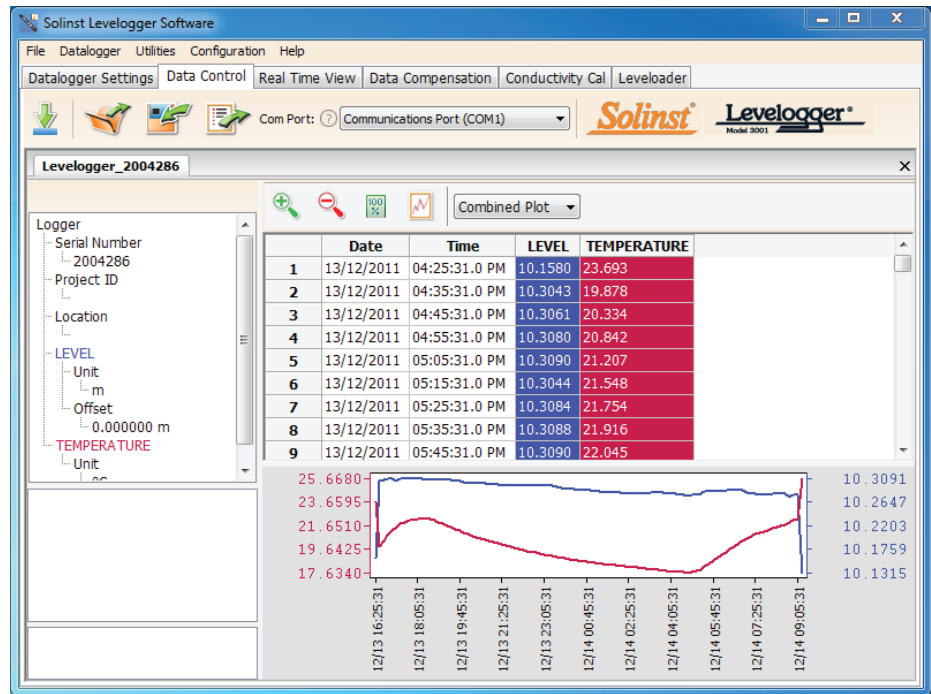 Solinst Levelogger Software
File Datalogger Utilities Configuration Help
Datalogger Settings Data Control Real Time View Data Compensation Conductivity Cal Leveloader
Com Port: ? Communications Port (COM1) Solinst® Levelogger®
Model 3001
Levelogger_2004286
100 % Combined Plot
Logger
Serial Number
2004286
Project ID
Location
LEVEL
Unit
m
Offset
0.000000 m
TEMPERATURE
Unit
°C
Date Time LEVEL TEMPERATURE
1 13/12/2011 04:25:31.0 PM 10.1580 23.693
2 13/12/2011 04:35:31.0 PM 10.3043 19.878
3 13/12/2011 04:45:31.0 PM 10.3061 20.334
4 13/12/2011 04:55:31.0 PM 10.3080 20.842
5 13/12/2011 05:05:31.0 PM 10.3090 21.207
6 13/12/2011 05:15:31.0 PM 10.3044 21.548
7 13/12/2011 05:25:31.0 PM 10.3084 21.754
8 13/12/2011 05:35:31.0 PM 10.3088 21.916
9 13/12/2011 05:45:31.0 PM 10.3090 22.045
25.6680 10.3091
23.6595 10.2647
21.6510 10.2203
19.6425 10.1759
17.6340 10.1315
12/13 16:25:31
12/13 18:05:31
12/13 19:45:31
12/13 21:25:31
12/13 23:05:31
12/14 00:45:31
12/14 02:25:31
12/14 04:05:31
12/14 05:45:31
12/14 07:25:31
12/14 09:05:31